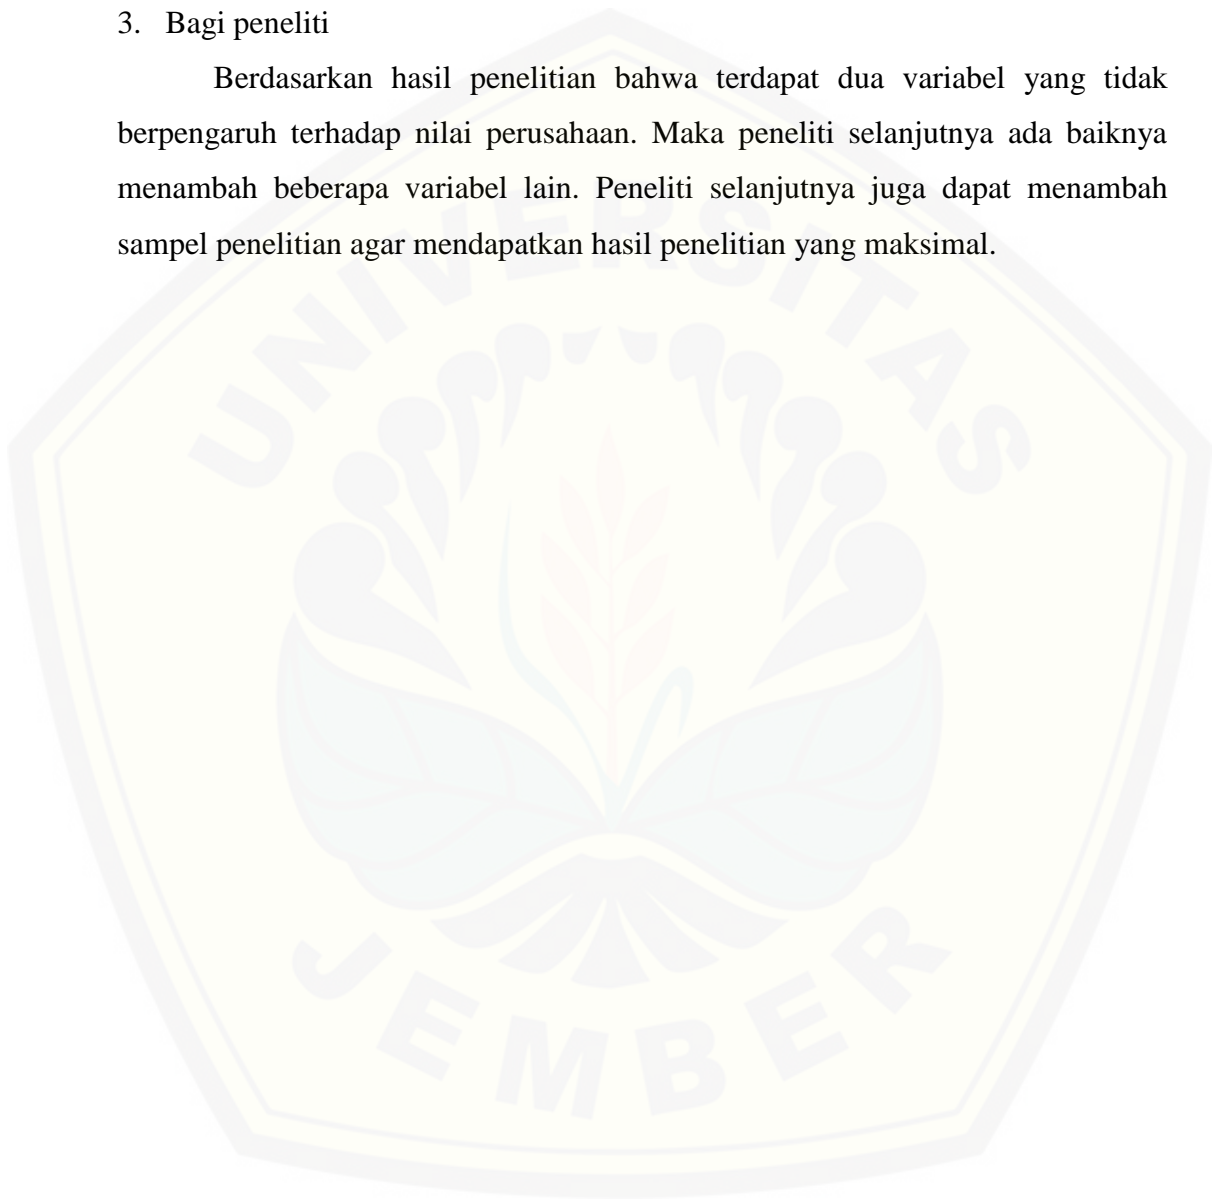 3. Bagi peneliti
Berdasarkan hasil penelitian bahwa terdapat dua variabel yang tidak
berpengaruh terhadap nilai perusahaan. Maka peneliti selanjutnya ada baiknya
menambah beberapa variabel lain. Peneliti selanjutnya juga dapat menambah
sampel penelitian agar mendapatkan hasil penelitian yang maksimal.
UNIVERSITAS
JEMBER